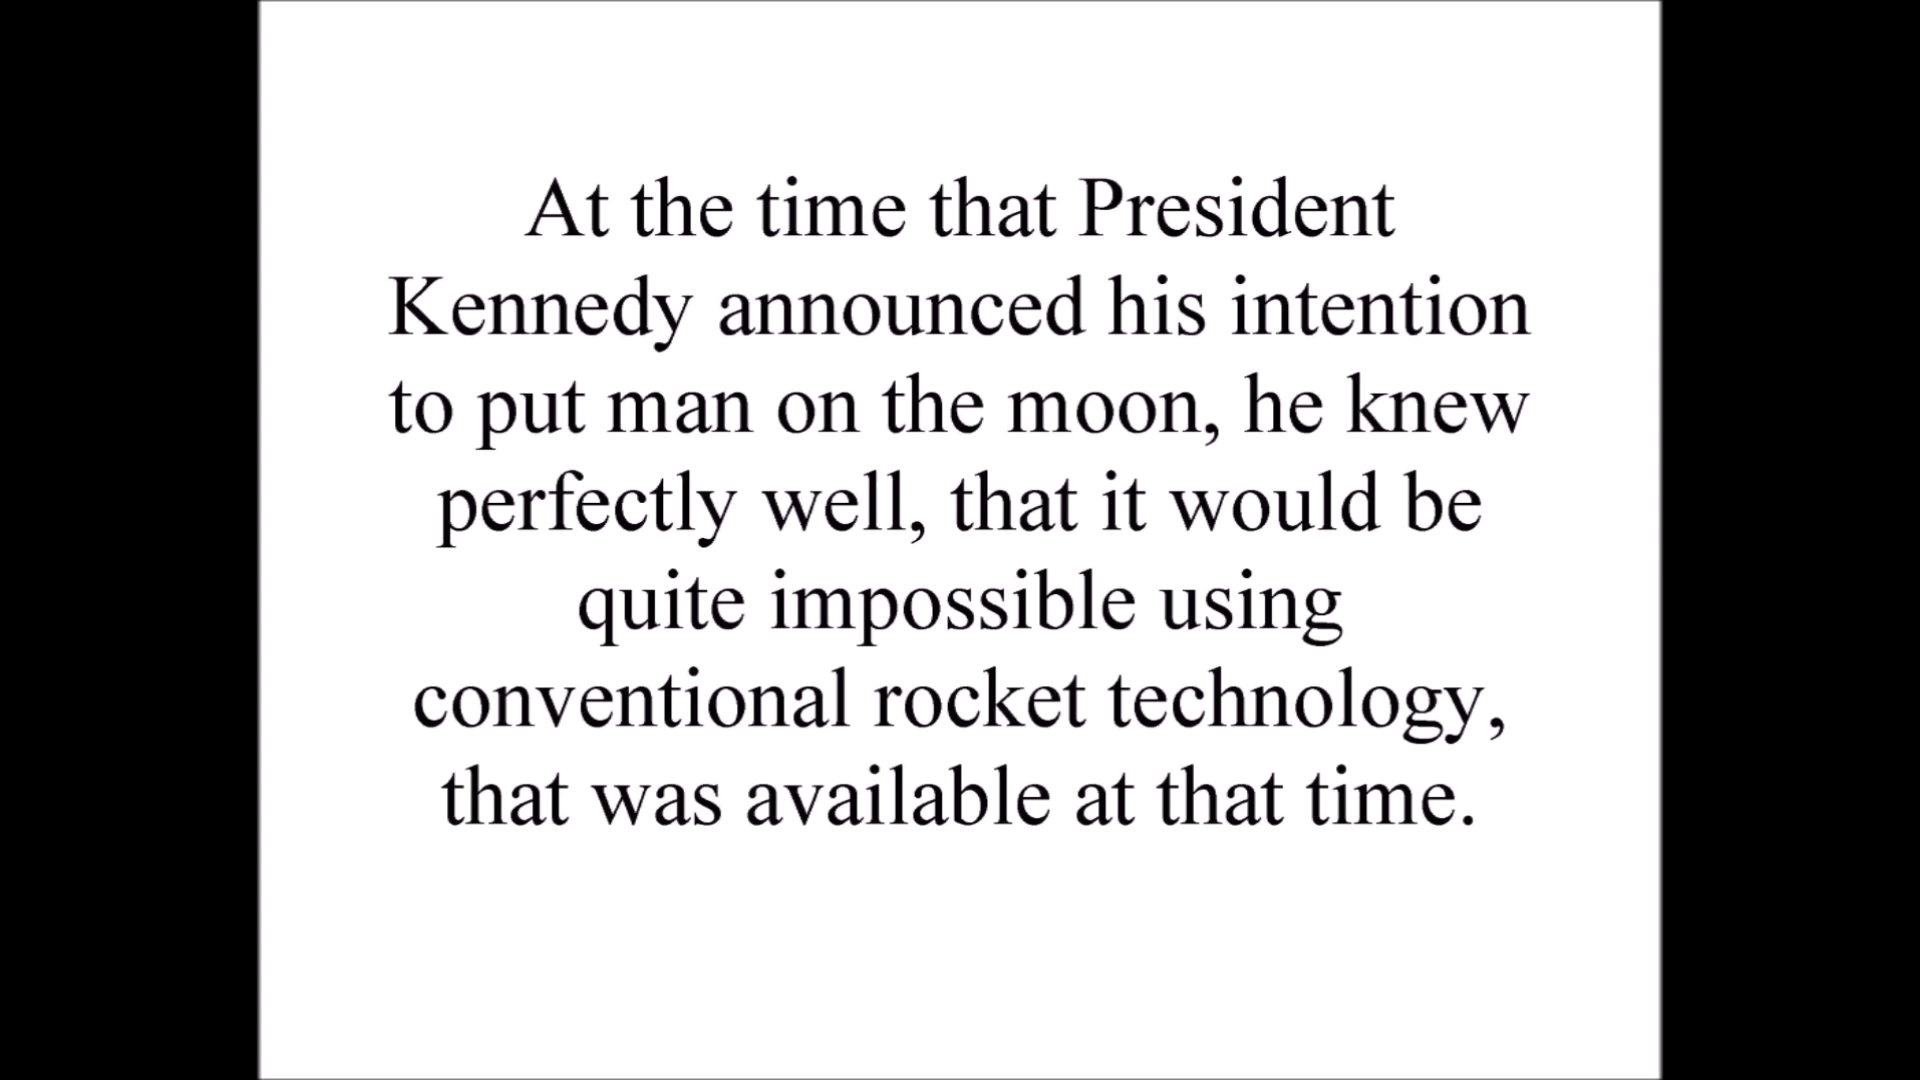 At the time that President
Kennedy announced his intention
to put man on the moon, he knew
perfectly well, that it would be
quite impossible using
conventional rocket technology,
that was available at that time.